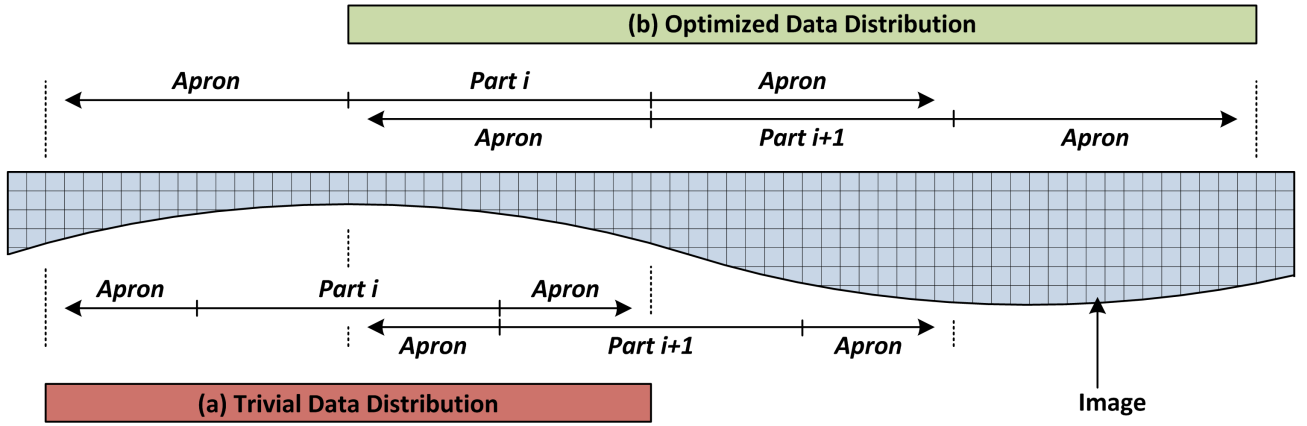 (b) Optimized Data Distribution
Apron Part i Apron
Apron Part i+1 Apron
Apron Part i Apron
Apron Part i+1 Apron
(a) Trivial Data Distribution
Image